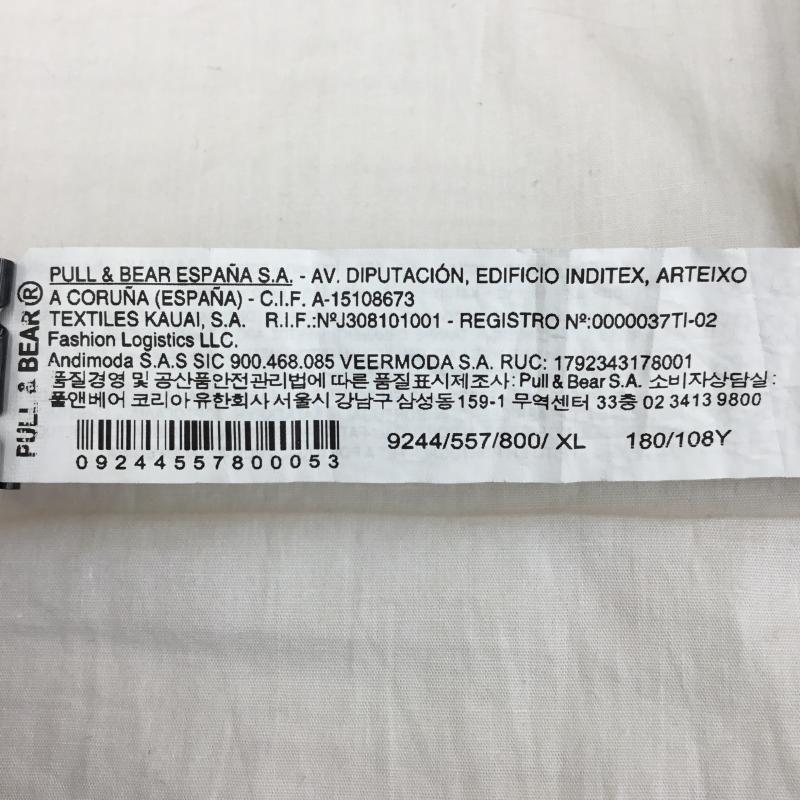 PULL & BEAR®
PULL & BEAR ESPAÑA S.A. - AV. DIPUTACIÓN, EDIFICIO INDITEX, ARTEIXO
A CORUÑA (ESPAÑA) - C.I.F. A-15108673
TEXTILES KAUAI, S.A. R.I.F.:NºJ308101001 - REGISTRO Nº:0000037TI-02
Fashion Logistics LLC.
Andimoda S.A.S SIC 900.468.085 VEERMODA S.A. RUC: 1792343178001
품질경영 및 공산품안전관리법에 따른 품질표시제조사: Pull & Bear S.A. 소비자상담실:
풀앤베어 코리아 유한회사 서울시 강남구 삼성동 159-1 무역센터 33층 02 3413 9800
9244/557/800/ XL 180/108Y
09244557800053